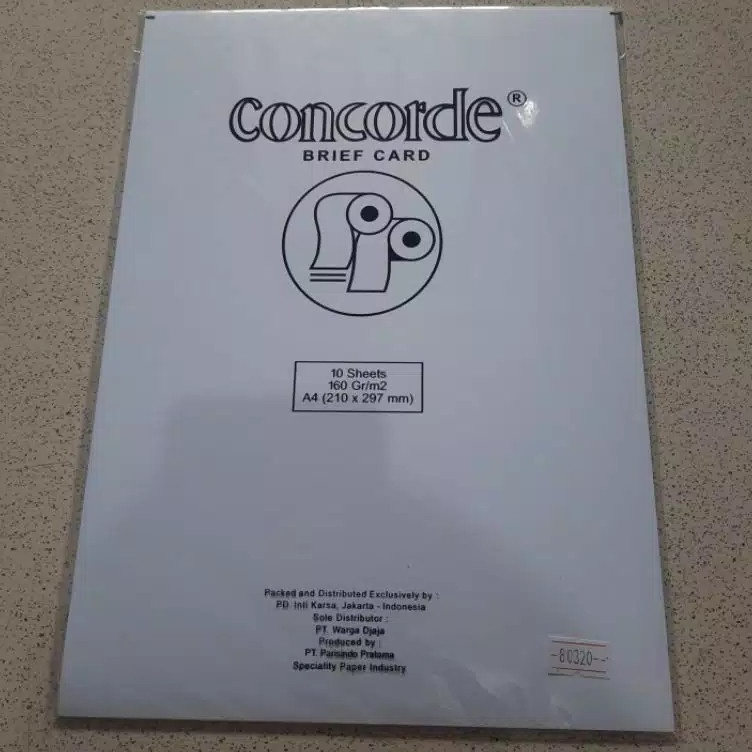 concorde®
BRIEF CARD
10 Sheets
160 Gr/m2
A4 (210 x 297 mm)
Packed and Distributed Exclusively by :
PD. Inti Karsa, Jakarta - Indonesia
Sole Distributor :
PT. Warga Djaja
Produced by :
PT. Parisindo Pratama
Speciality Paper Industry
-80320--